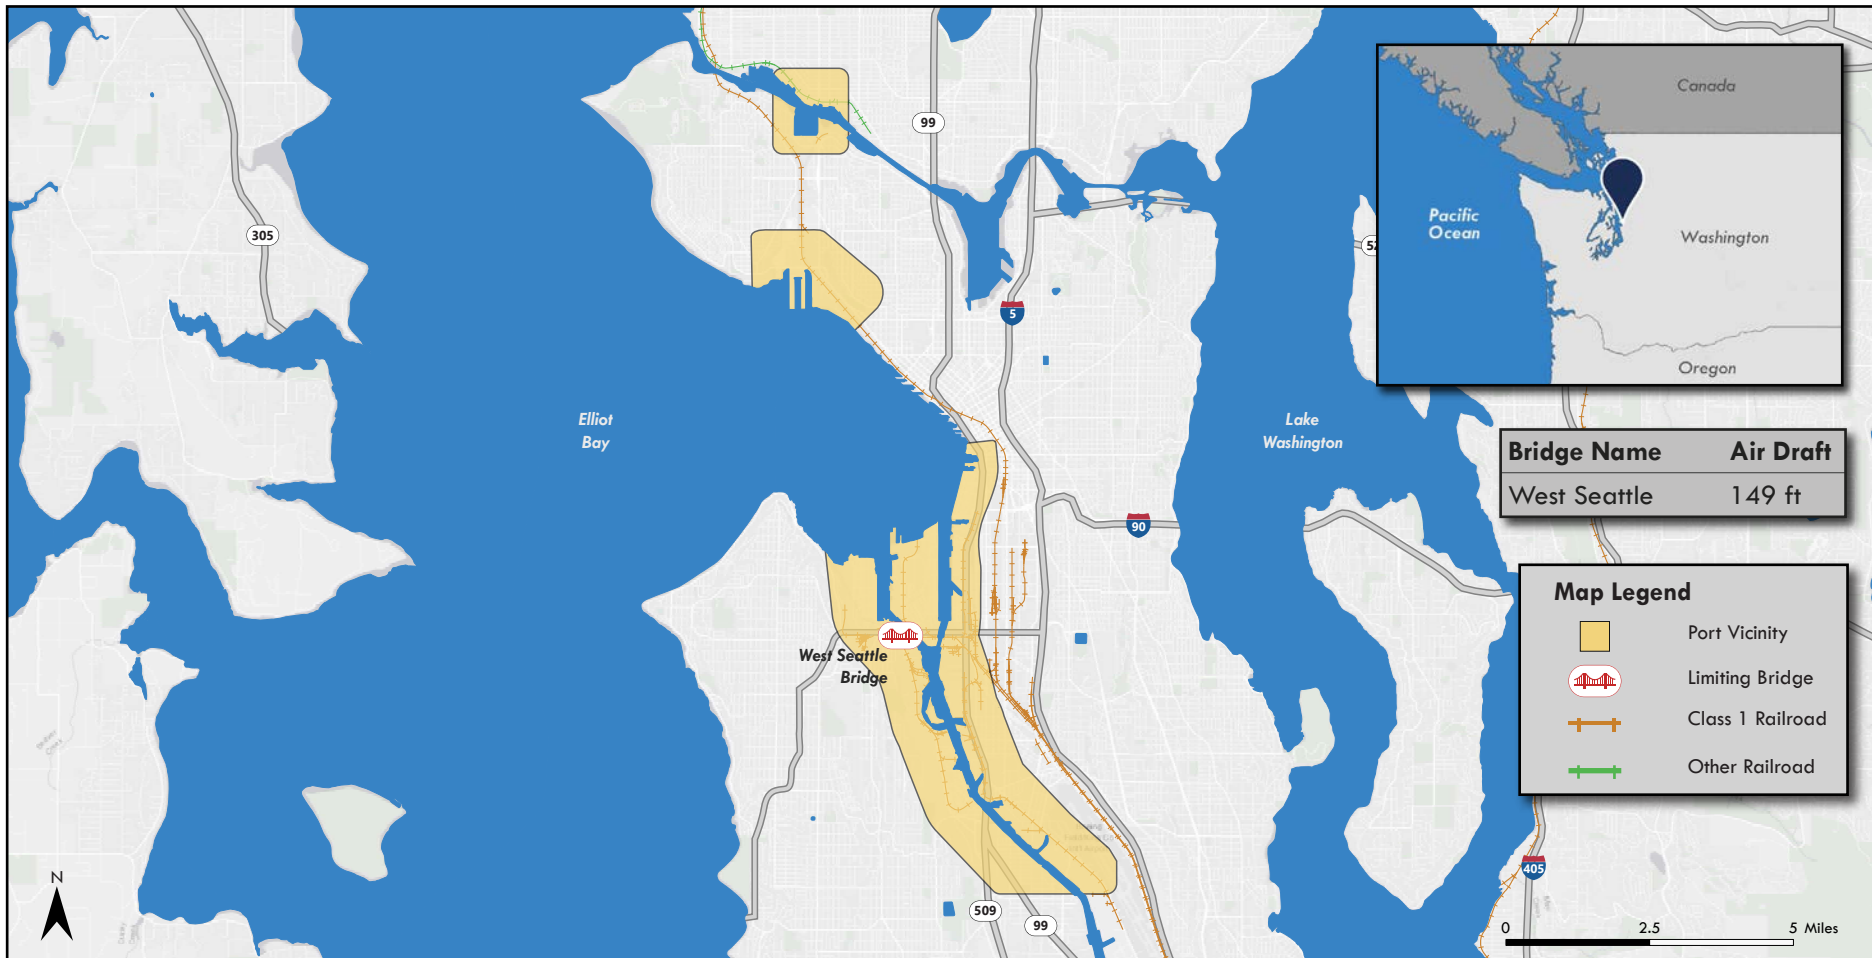 Canada
Pacific
Ocean
Washington
Oregon
99
305
52
5
Elliot
Bay
Lake
Washington
Bridge Name Air Draft
West Seattle 149 ft
90
Map Legend
Port Vicinity
Limiting Bridge
Class 1 Railroad
Other Railroad
West Seattle
Bridge
N
405
509
99
0 2.5 5 Miles